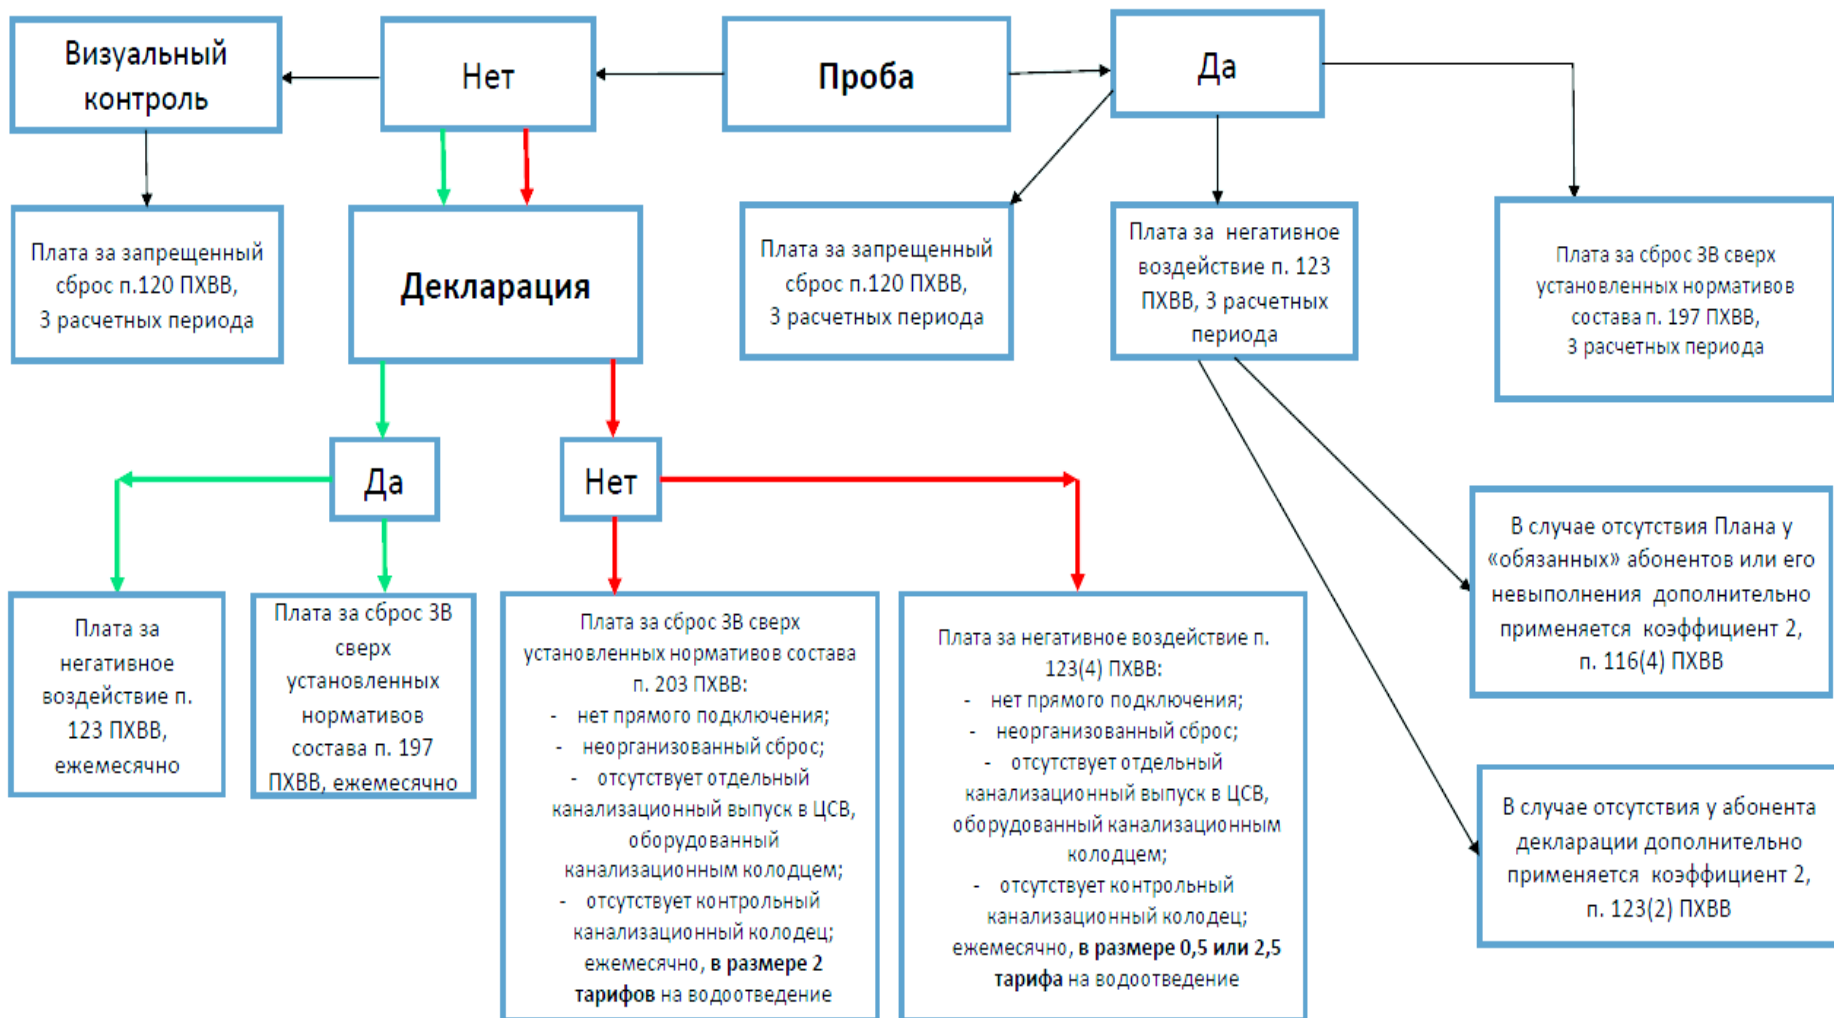 Визуальный
контроль
Нет
Проба
Да
Плата за запрещенный
сброс п.120 ПХВВ,
3 расчетных периода
Декларация
Плата за запрещенный
сброс п.120 ПХВВ,
3 расчетных периода
Плата за негативное
воздействие п. 123
ПХВВ, 3 расчетных
периода
Плата за сброс ЗВ сверх
установленных нормативов
состава п. 197 ПХВВ,
3 расчетных периода
Да
Нет
В случае отсутствия Плана у
«обязанных» абонентов или его
невыполнения дополнительно
применяется коэффициент 2,
п. 116(4) ПХВВ
Плата за
негативное
воздействие п.
123 ПХВВ,
ежемесячно
Плата за сброс ЗВ
сверх
установленных
нормативов
состава п. 197
ПХВВ, ежемесячно
Плата за сброс ЗВ сверх
установленных нормативов состава
п. 203 ПХВВ:
- нет прямого подключения;
- неорганизованный сброс;
- отсутствует отдельный
канализационный выпуск в ЦСВ,
оборудованный
канализационным колодцем;
- отсутствует контрольный
канализационный колодец;
ежемесячно, в размере 2
тарифов на водоотведение
Плата за негативное воздействие п.
123(4) ПХВВ:
- нет прямого подключения;
- неорганизованный сброс;
- отсутствует отдельный
канализационный выпуск в ЦСВ,
оборудованный канализационным
колодцем;
- отсутствует контрольный
канализационный колодец;
ежемесячно, в размере 0,5 или 2,5
тарифа на водоотведение
В случае отсутствия у абонента
декларации дополнительно
применяется коэффициент 2,
п. 123(2) ПХВВ